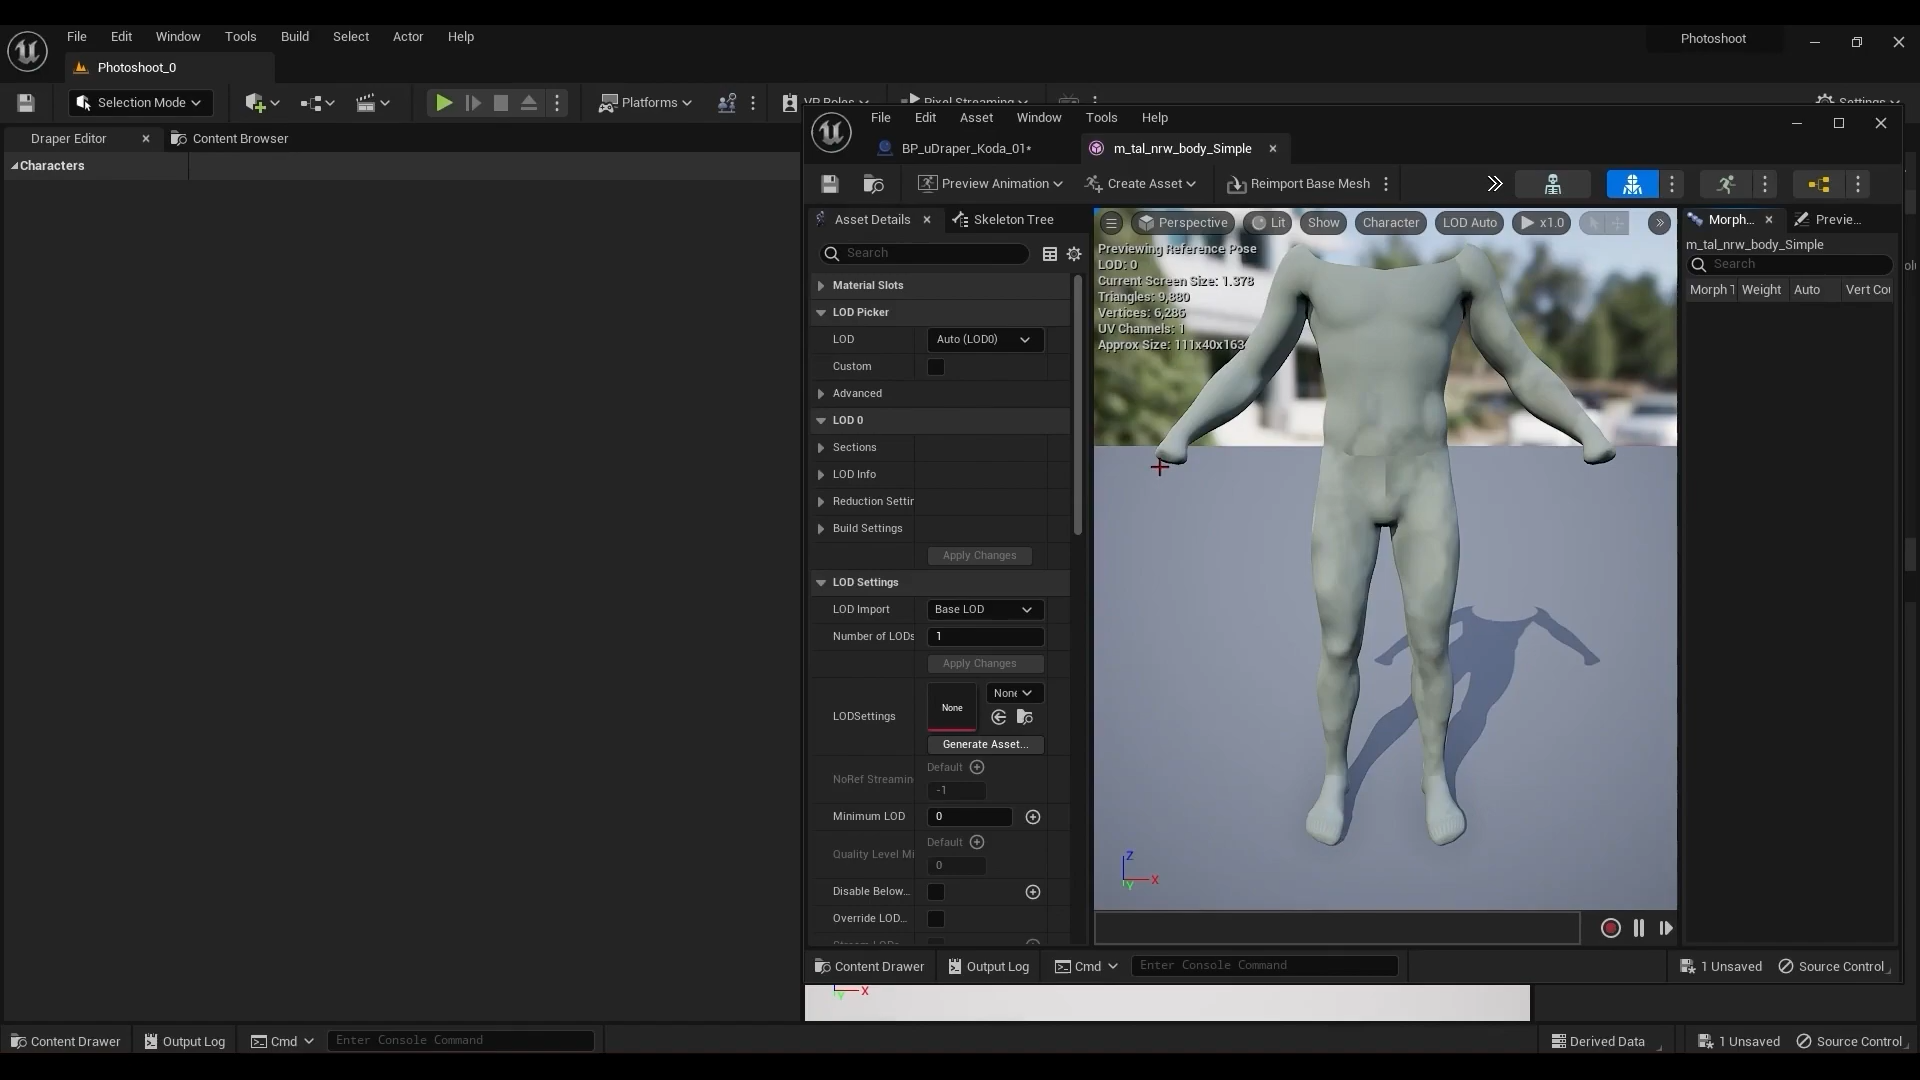 File Edit Window Tools Build Select Actor Help
Photoshoot
Photoshoot_0
Selection Mode
Platforms
Settings
Draper Editor
Content Browser
Characters
File Edit Asset Window Tools Help
BP_uDraper_Koda_01*
m_tal_nrw_body_Simple
Preview Animation
Create Asset
Reimport Base Mesh
Asset Details
Skeleton Tree
Search
Material Slots
LOD Picker
LOD
Auto (LOD0)
Custom
Advanced
LOD 0
Sections
LOD Info
Reduction Settin
Build Settings
Apply Changes
LOD Settings
LOD Import
Base LOD
Number of LODs
1
Apply Changes
LODSettings
None
None
Generate Asset...
NoRef Streamin
Default
-1
Minimum LOD
0
Quality Level Mi
Default
0
Disable Below...
Override LOD...
Perspective
Lit
Show
Character
LOD Auto
x1.0
Previewing Reference Pose
LOD: 0
Current Screen Size: 1.378
Triangles: 9,880
Vertices: 6,286
UV Channels: 1
Approx Size: 111x40x163
Z
X
Y
Morph...
Previe...
m_tal_nrw_body_Simple
Search
Morph T
Weight
Auto
Vert Cou
Content Drawer
Output Log
Cmd
Enter Console Command
1 Unsaved
Source Control
X
Y
Content Drawer
Output Log
Cmd
Enter Console Command
Derived Data
1 Unsaved
Source Control